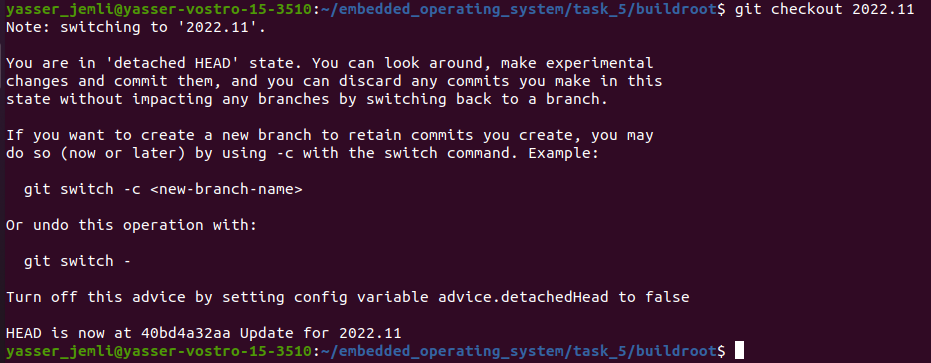 yasser_jemli@yasser-vostro-15-3510:~/embedded_operating_system/task_5/buildroot$ git checkout 2022.11
Note: switching to '2022.11'.
You are in 'detached HEAD' state. You can look around, make experimental
changes and commit them, and you can discard any commits you make in this
state without impacting any branches by switching back to a branch.
If you want to create a new branch to retain commits you create, you may
do so (now or later) by using -c with the switch command. Example:
git switch -c <new-branch-name>
Or undo this operation with:
git switch -
Turn off this advice by setting config variable advice.detachedHead to false
HEAD is now at 40bd4a32aa Update for 2022.11
yasser_jemli@yasser-vostro-15-3510:~/embedded_operating_system/task_5/buildroot$